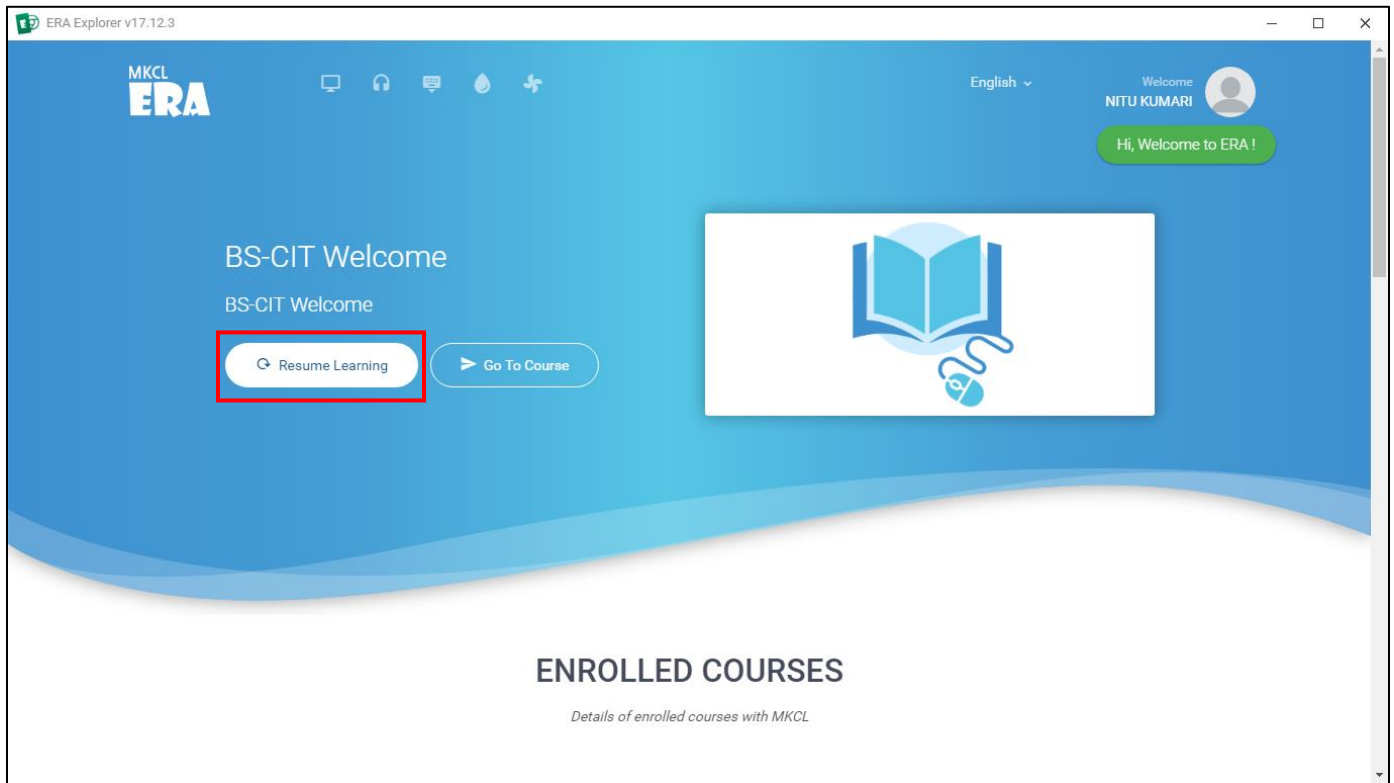 ERA Explorer v17.12.3
MKCL
ERA
English
Welcome
NITU KUMARI
Hi, Welcome to ERA !
BS-CIT Welcome
BS-CIT Welcome
Resume Learning
Go To Course
ENROLLED COURSES
Details of enrolled courses with MKCL